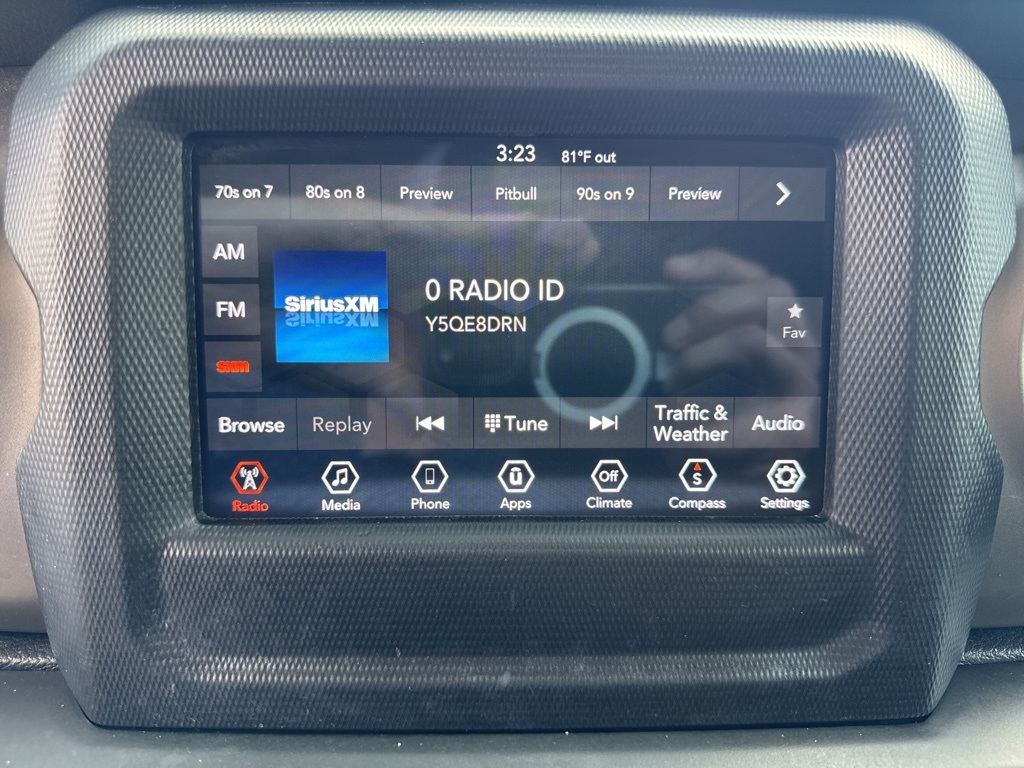 3:23 81°F out
70s on 7 80s on 8 Preview Pitbull 90s on 9 Preview
AM
SiriusXM
0 RADIO ID
Y5QE8DRN
FM
Fav
SXM
Browse Replay Tune Traffic & Weather Audio
Off S
Radio Media Phone Apps Climate Compass Settings